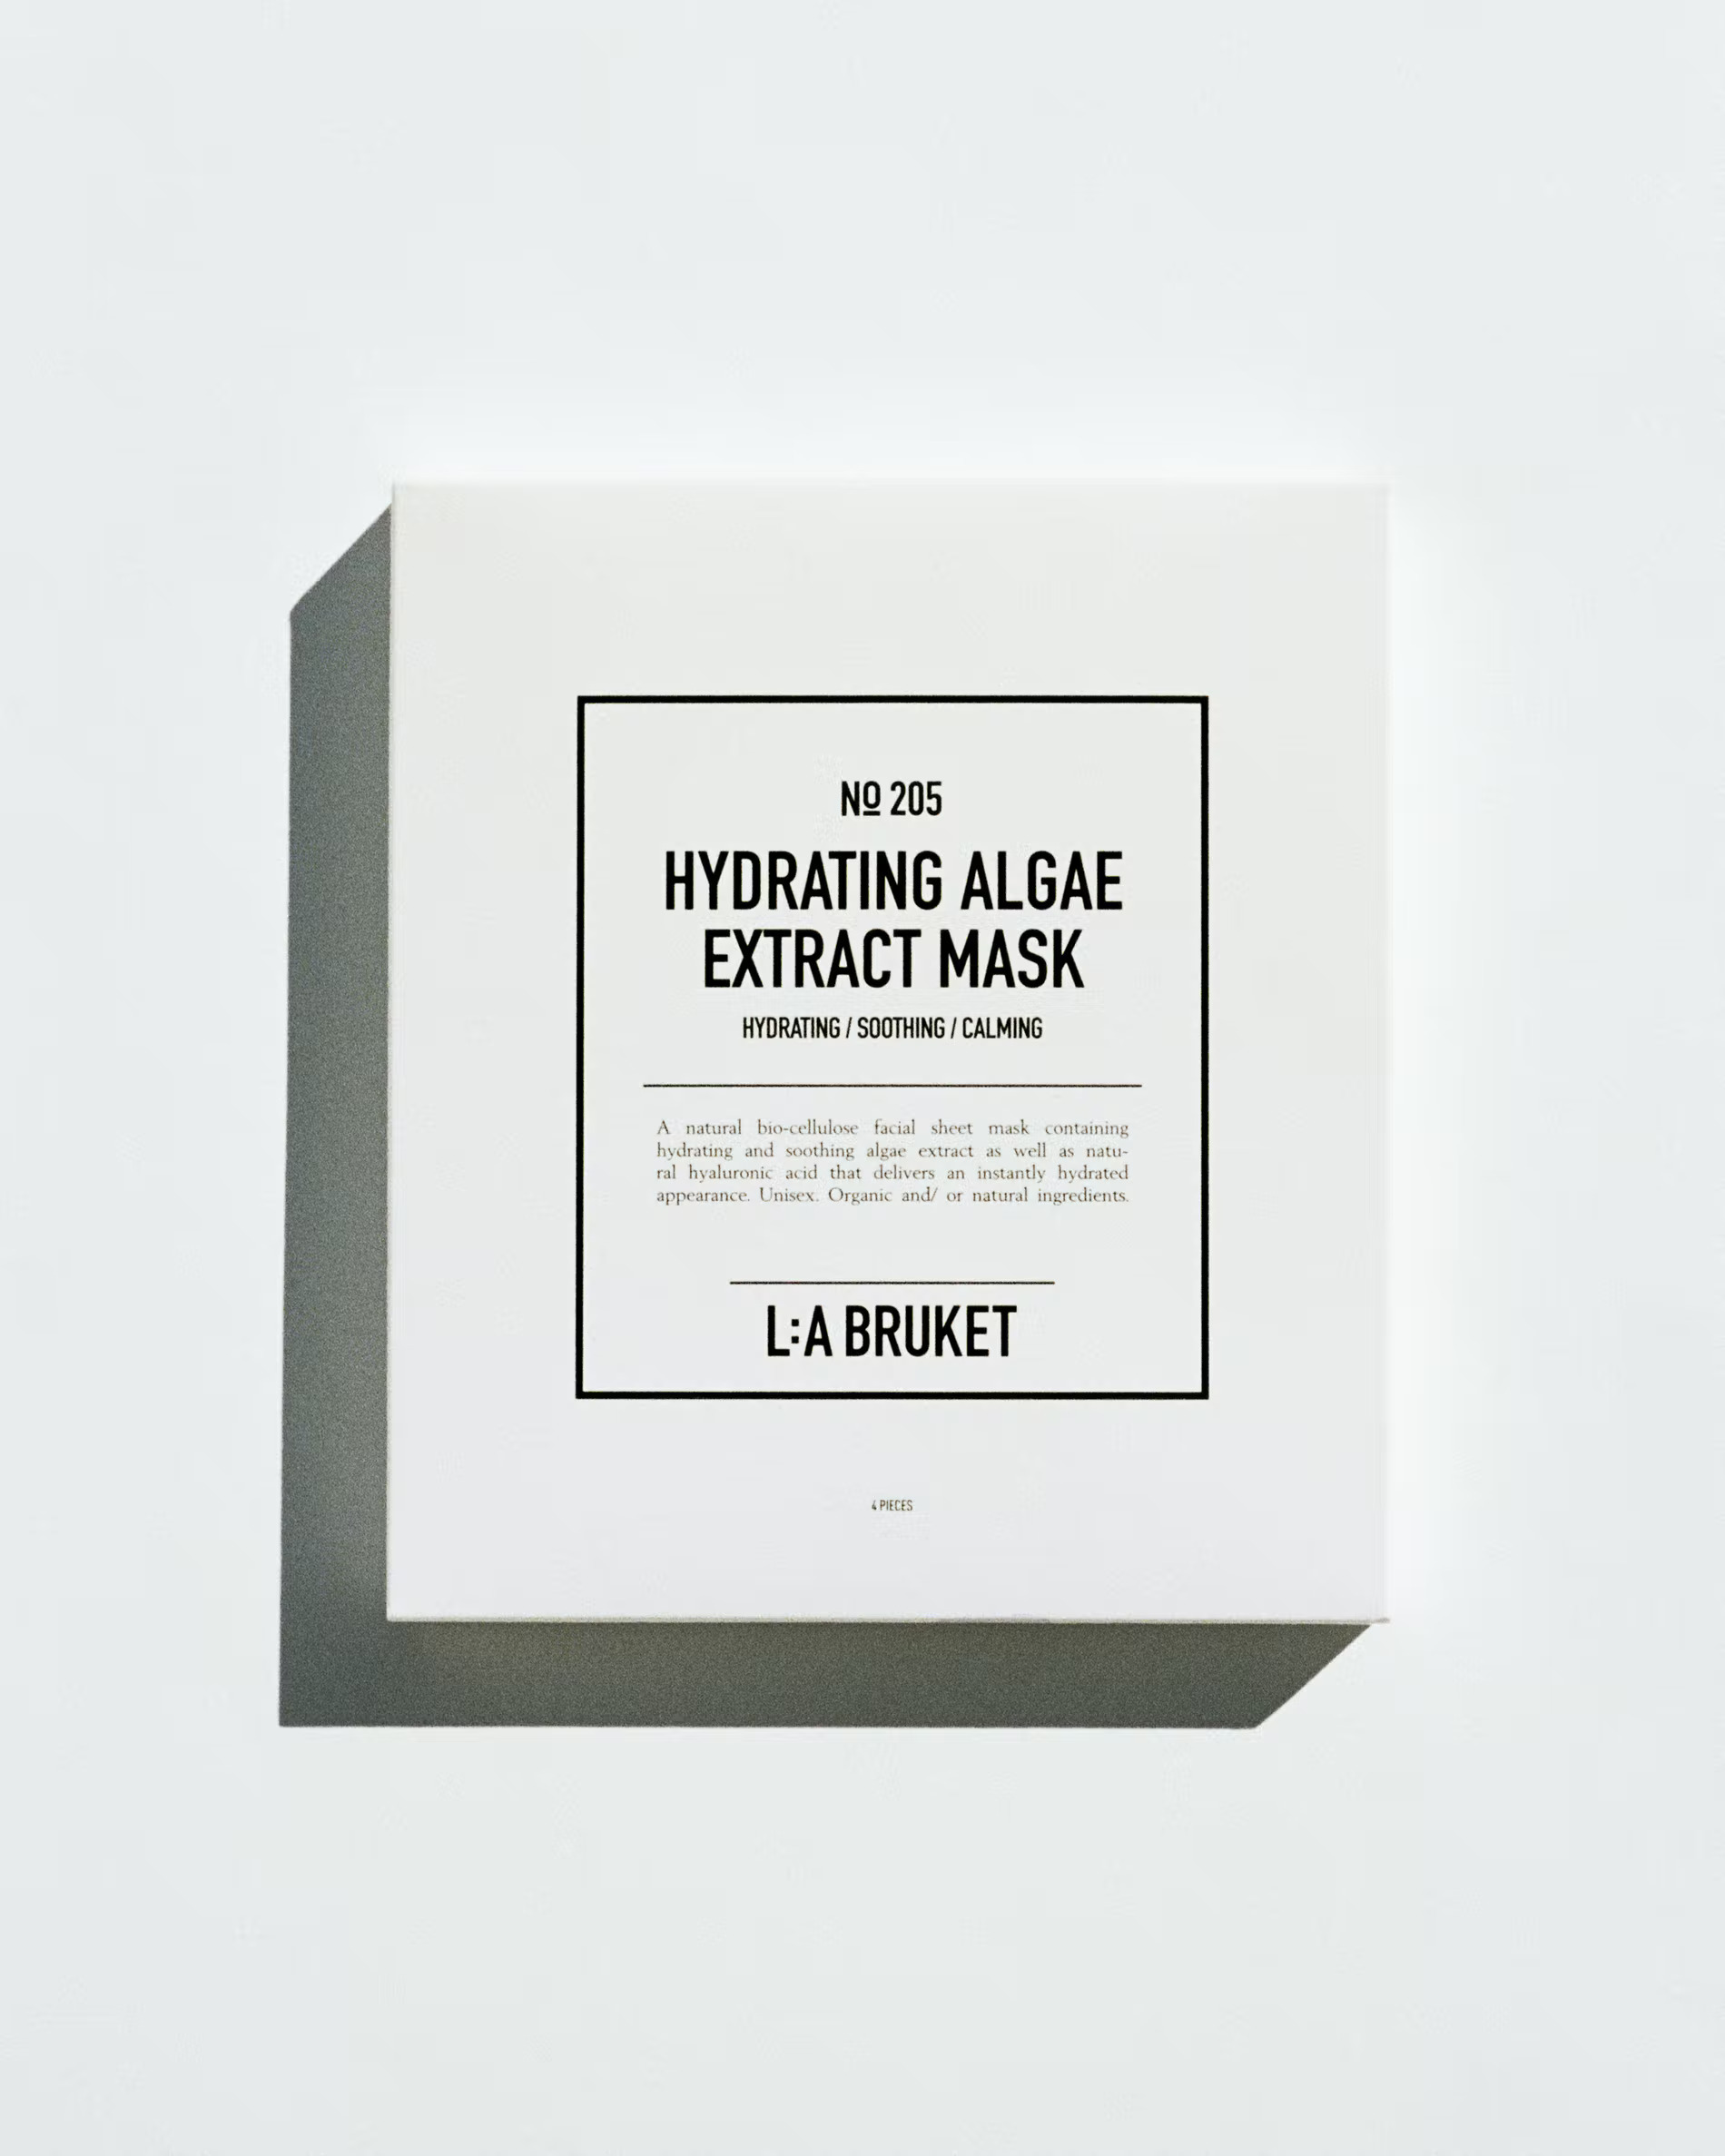 Nº 205
HYDRATING ALGAE
EXTRACT MASK
HYDRATING / SOOTHING / CALMING
A natural bio-cellulose facial sheet mask containing
hydrating and soothing algae extract as well as natu-
ral hyaluronic acid that delivers an instantly hydrated
appearance. Unisex. Organic and/ or natural ingredients.
L:A BRUKET
4 PIECES